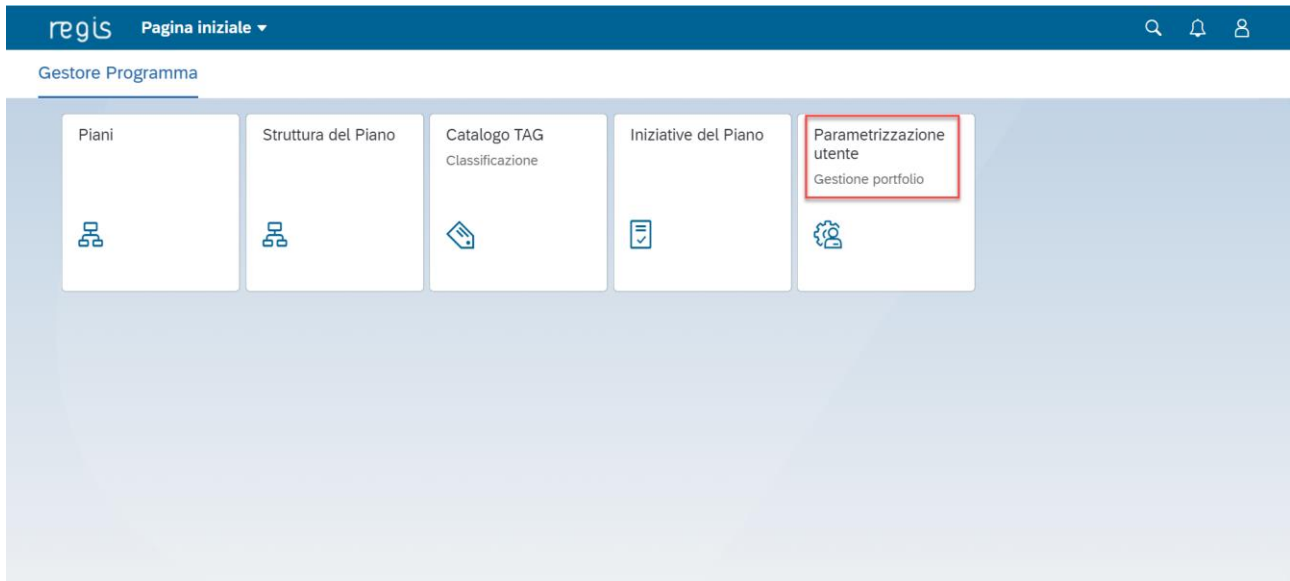 regis Pagina iniziale
Gestore Programma
Piani
Struttura del Piano
Catalogo TAG
Classificazione
Iniziative del Piano
Parametrizzazione
utente
Gestione portfolio